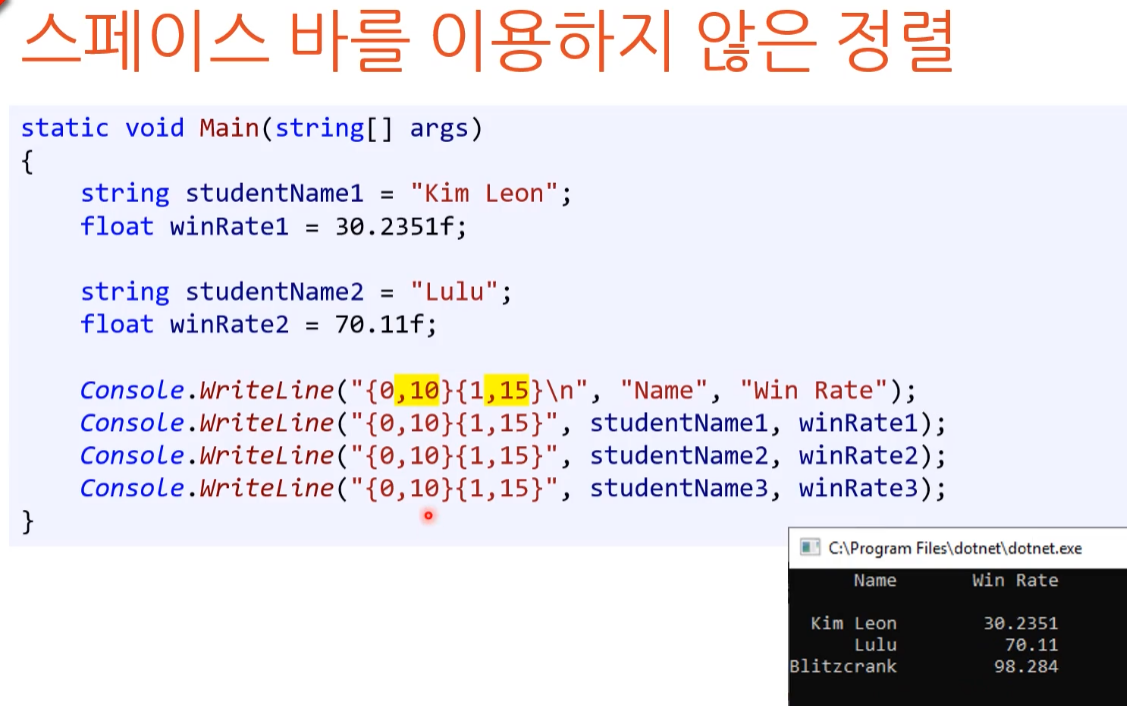 스페이스 바를 이용하지 않은 정렬
static void Main(string[] args)
{
    string studentName1 = "Kim Leon";
    float winRate1 = 30.2351f;

    string studentName2 = "Lulu";
    float winRate2 = 70.11f;

    Console.WriteLine("{0,10}{1,15}\n", "Name", "Win Rate");
    Console.WriteLine("{0,10}{1,15}", studentName1, winRate1);
    Console.WriteLine("{0,10}{1,15}", studentName2, winRate2);
    Console.WriteLine("{0,10}{1,15}", studentName3, winRate3);
}
C:\Program Files\dotnet\dotnet.exe
Name Win Rate
Kim Leon 30.2351
Lulu 70.11
Blitzcrank 98.284